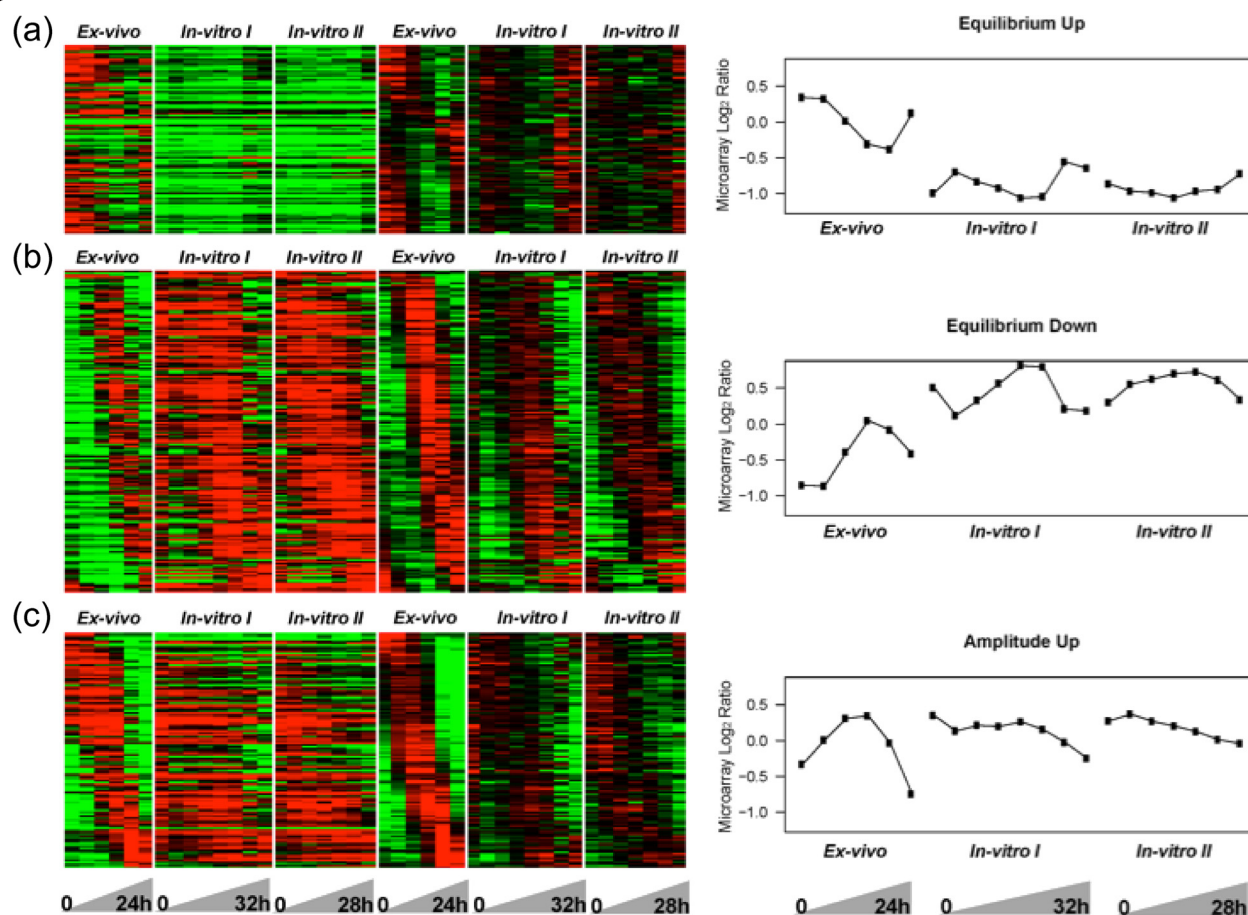 (a)
Ex-vivo In-vitro I In-vitro II Ex-vivo In-vitro I In-vitro II
Equilibrium Up
Microarray Log2 Ratio
0.5
0.0
−0.5
−1.0
Ex-vivo In-vitro I In-vitro II
(b)
Ex-vivo In-vitro I In-vitro II Ex-vivo In-vitro I In-vitro II
Equilibrium Down
Microarray Log2 Ratio
0.5
0.0
−0.5
−1.0
Ex-vivo In-vitro I In-vitro II
(c)
Ex-vivo In-vitro I In-vitro II Ex-vivo In-vitro I In-vitro II
Amplitude Up
Microarray Log2 Ratio
0.5
0.0
−0.5
−1.0
Ex-vivo In-vitro I In-vitro II
0 24h 0 32h 0 28h 0 24h 0 32h 0 28h
0 24h 0 32h 0 28h